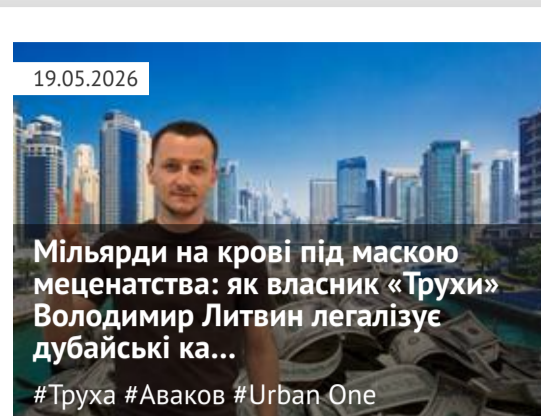 19.05.2026
Мільярди на крові під маскою
меценатства: як власник «Трухи»
Володимир Литвин легалізує
дубайські ка...
#Труха #Аваков #Urban One